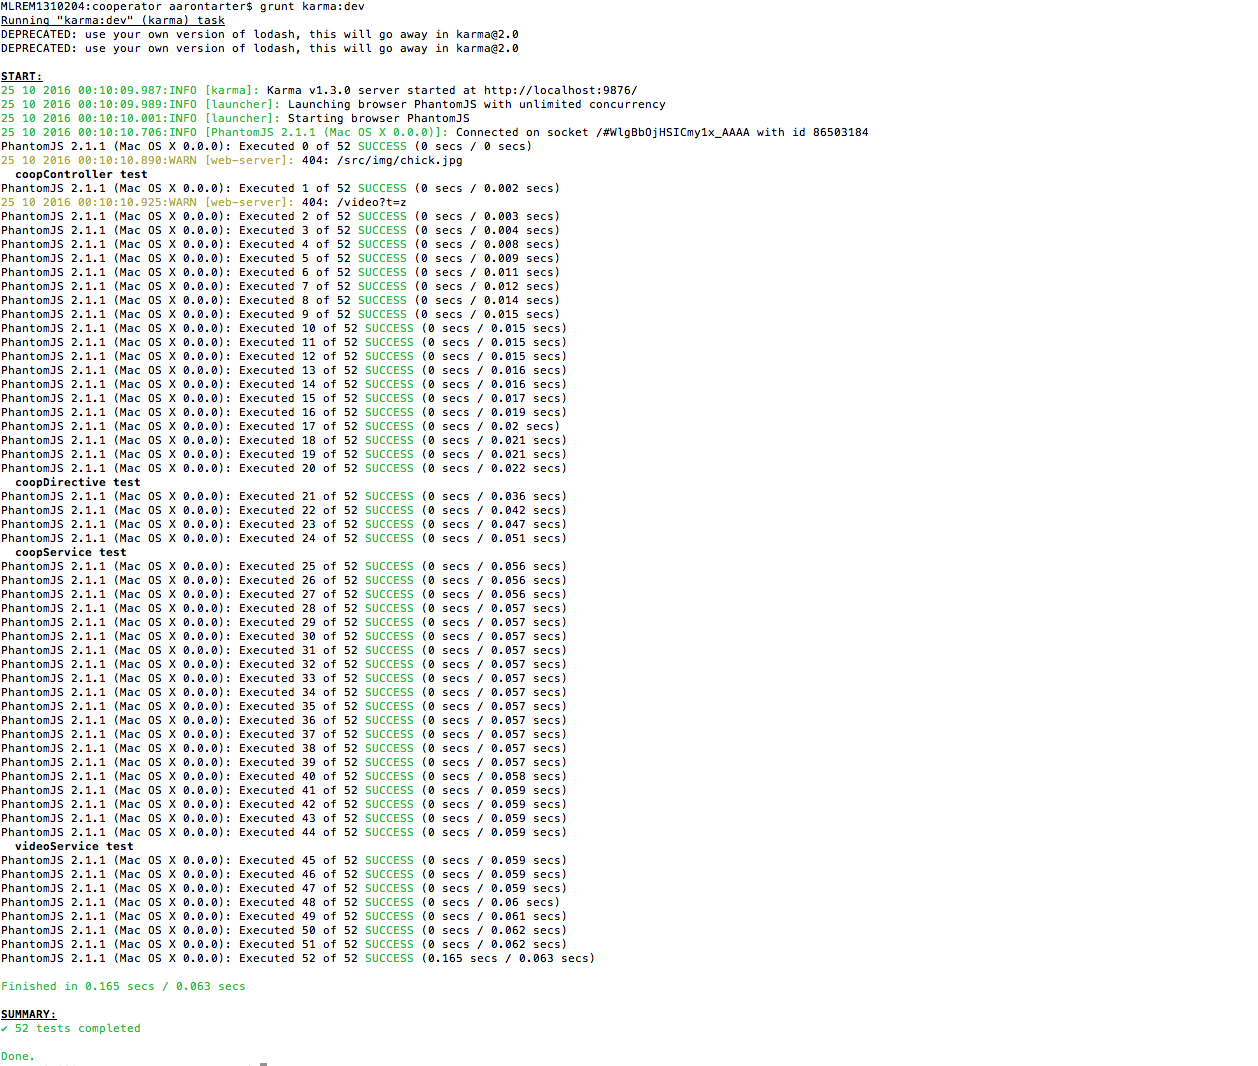 MLREM1310204:cooperator aarontarter$ grunt karma:dev
Running "karma:dev" (karma) task
DEPRECATED: use your own version of lodash, this will go away in karma@2.0
DEPRECATED: use your own version of lodash, this will go away in karma@2.0
START:
25 10 2016 00:10:09.987:INFO [karma]: Karma v1.3.0 server started at http://localhost:9876/
25 10 2016 00:10:09.989:INFO [launcher]: Launching browser PhantomJS with unlimited concurrency
25 10 2016 00:10:10.001:INFO [launcher]: Starting browser PhantomJS
25 10 2016 00:10:10.706:INFO [PhantomJS 2.1.1 (Mac OS X 0.0.0)]: Connected on socket /#WlgBbOjHSICmy1x_AAAA with id 86503184
PhantomJS 2.1.1 (Mac OS X 0.0.0): Executed 0 of 52 SUCCESS (0 secs / 0 secs)
25 10 2016 00:10:10.890:WARN [web-server]: 404: /src/img/chick.jpg
coopController test
PhantomJS 2.1.1 (Mac OS X 0.0.0): Executed 1 of 52 SUCCESS (0 secs / 0.002 secs)
25 10 2016 00:10:10.925:WARN [web-server]: 404: /video?t=z
PhantomJS 2.1.1 (Mac OS X 0.0.0): Executed 2 of 52 SUCCESS (0 secs / 0.003 secs)
PhantomJS 2.1.1 (Mac OS X 0.0.0): Executed 3 of 52 SUCCESS (0 secs / 0.004 secs)
PhantomJS 2.1.1 (Mac OS X 0.0.0): Executed 4 of 52 SUCCESS (0 secs / 0.008 secs)
PhantomJS 2.1.1 (Mac OS X 0.0.0): Executed 5 of 52 SUCCESS (0 secs / 0.009 secs)
PhantomJS 2.1.1 (Mac OS X 0.0.0): Executed 6 of 52 SUCCESS (0 secs / 0.011 secs)
PhantomJS 2.1.1 (Mac OS X 0.0.0): Executed 7 of 52 SUCCESS (0 secs / 0.012 secs)
PhantomJS 2.1.1 (Mac OS X 0.0.0): Executed 8 of 52 SUCCESS (0 secs / 0.014 secs)
PhantomJS 2.1.1 (Mac OS X 0.0.0): Executed 9 of 52 SUCCESS (0 secs / 0.015 secs)
PhantomJS 2.1.1 (Mac OS X 0.0.0): Executed 10 of 52 SUCCESS (0 secs / 0.015 secs)
PhantomJS 2.1.1 (Mac OS X 0.0.0): Executed 11 of 52 SUCCESS (0 secs / 0.015 secs)
PhantomJS 2.1.1 (Mac OS X 0.0.0): Executed 12 of 52 SUCCESS (0 secs / 0.015 secs)
PhantomJS 2.1.1 (Mac OS X 0.0.0): Executed 13 of 52 SUCCESS (0 secs / 0.016 secs)
PhantomJS 2.1.1 (Mac OS X 0.0.0): Executed 14 of 52 SUCCESS (0 secs / 0.016 secs)
PhantomJS 2.1.1 (Mac OS X 0.0.0): Executed 15 of 52 SUCCESS (0 secs / 0.017 secs)
PhantomJS 2.1.1 (Mac OS X 0.0.0): Executed 16 of 52 SUCCESS (0 secs / 0.019 secs)
PhantomJS 2.1.1 (Mac OS X 0.0.0): Executed 17 of 52 SUCCESS (0 secs / 0.02 secs)
PhantomJS 2.1.1 (Mac OS X 0.0.0): Executed 18 of 52 SUCCESS (0 secs / 0.021 secs)
PhantomJS 2.1.1 (Mac OS X 0.0.0): Executed 19 of 52 SUCCESS (0 secs / 0.021 secs)
PhantomJS 2.1.1 (Mac OS X 0.0.0): Executed 20 of 52 SUCCESS (0 secs / 0.022 secs)
coopDirective test
PhantomJS 2.1.1 (Mac OS X 0.0.0): Executed 21 of 52 SUCCESS (0 secs / 0.036 secs)
PhantomJS 2.1.1 (Mac OS X 0.0.0): Executed 22 of 52 SUCCESS (0 secs / 0.042 secs)
PhantomJS 2.1.1 (Mac OS X 0.0.0): Executed 23 of 52 SUCCESS (0 secs / 0.047 secs)
PhantomJS 2.1.1 (Mac OS X 0.0.0): Executed 24 of 52 SUCCESS (0 secs / 0.051 secs)
coopService test
PhantomJS 2.1.1 (Mac OS X 0.0.0): Executed 25 of 52 SUCCESS (0 secs / 0.056 secs)
PhantomJS 2.1.1 (Mac OS X 0.0.0): Executed 26 of 52 SUCCESS (0 secs / 0.056 secs)
PhantomJS 2.1.1 (Mac OS X 0.0.0): Executed 27 of 52 SUCCESS (0 secs / 0.056 secs)
PhantomJS 2.1.1 (Mac OS X 0.0.0): Executed 28 of 52 SUCCESS (0 secs / 0.057 secs)
PhantomJS 2.1.1 (Mac OS X 0.0.0): Executed 29 of 52 SUCCESS (0 secs / 0.057 secs)
PhantomJS 2.1.1 (Mac OS X 0.0.0): Executed 30 of 52 SUCCESS (0 secs / 0.057 secs)
PhantomJS 2.1.1 (Mac OS X 0.0.0): Executed 31 of 52 SUCCESS (0 secs / 0.057 secs)
PhantomJS 2.1.1 (Mac OS X 0.0.0): Executed 32 of 52 SUCCESS (0 secs / 0.057 secs)
PhantomJS 2.1.1 (Mac OS X 0.0.0): Executed 33 of 52 SUCCESS (0 secs / 0.057 secs)
PhantomJS 2.1.1 (Mac OS X 0.0.0): Executed 34 of 52 SUCCESS (0 secs / 0.057 secs)
PhantomJS 2.1.1 (Mac OS X 0.0.0): Executed 35 of 52 SUCCESS (0 secs / 0.057 secs)
PhantomJS 2.1.1 (Mac OS X 0.0.0): Executed 36 of 52 SUCCESS (0 secs / 0.057 secs)
PhantomJS 2.1.1 (Mac OS X 0.0.0): Executed 37 of 52 SUCCESS (0 secs / 0.057 secs)
PhantomJS 2.1.1 (Mac OS X 0.0.0): Executed 38 of 52 SUCCESS (0 secs / 0.057 secs)
PhantomJS 2.1.1 (Mac OS X 0.0.0): Executed 39 of 52 SUCCESS (0 secs / 0.057 secs)
PhantomJS 2.1.1 (Mac OS X 0.0.0): Executed 40 of 52 SUCCESS (0 secs / 0.058 secs)
PhantomJS 2.1.1 (Mac OS X 0.0.0): Executed 41 of 52 SUCCESS (0 secs / 0.059 secs)
PhantomJS 2.1.1 (Mac OS X 0.0.0): Executed 42 of 52 SUCCESS (0 secs / 0.059 secs)
PhantomJS 2.1.1 (Mac OS X 0.0.0): Executed 43 of 52 SUCCESS (0 secs / 0.059 secs)
PhantomJS 2.1.1 (Mac OS X 0.0.0): Executed 44 of 52 SUCCESS (0 secs / 0.059 secs)
videoService test
PhantomJS 2.1.1 (Mac OS X 0.0.0): Executed 45 of 52 SUCCESS (0 secs / 0.059 secs)
PhantomJS 2.1.1 (Mac OS X 0.0.0): Executed 46 of 52 SUCCESS (0 secs / 0.059 secs)
PhantomJS 2.1.1 (Mac OS X 0.0.0): Executed 47 of 52 SUCCESS (0 secs / 0.059 secs)
PhantomJS 2.1.1 (Mac OS X 0.0.0): Executed 48 of 52 SUCCESS (0 secs / 0.06 secs)
PhantomJS 2.1.1 (Mac OS X 0.0.0): Executed 49 of 52 SUCCESS (0 secs / 0.061 secs)
PhantomJS 2.1.1 (Mac OS X 0.0.0): Executed 50 of 52 SUCCESS (0 secs / 0.062 secs)
PhantomJS 2.1.1 (Mac OS X 0.0.0): Executed 51 of 52 SUCCESS (0 secs / 0.062 secs)
PhantomJS 2.1.1 (Mac OS X 0.0.0): Executed 52 of 52 SUCCESS (0.165 secs / 0.063 secs)
Finished in 0.165 secs / 0.063 secs
SUMMARY:
✔ 52 tests completed
Done.